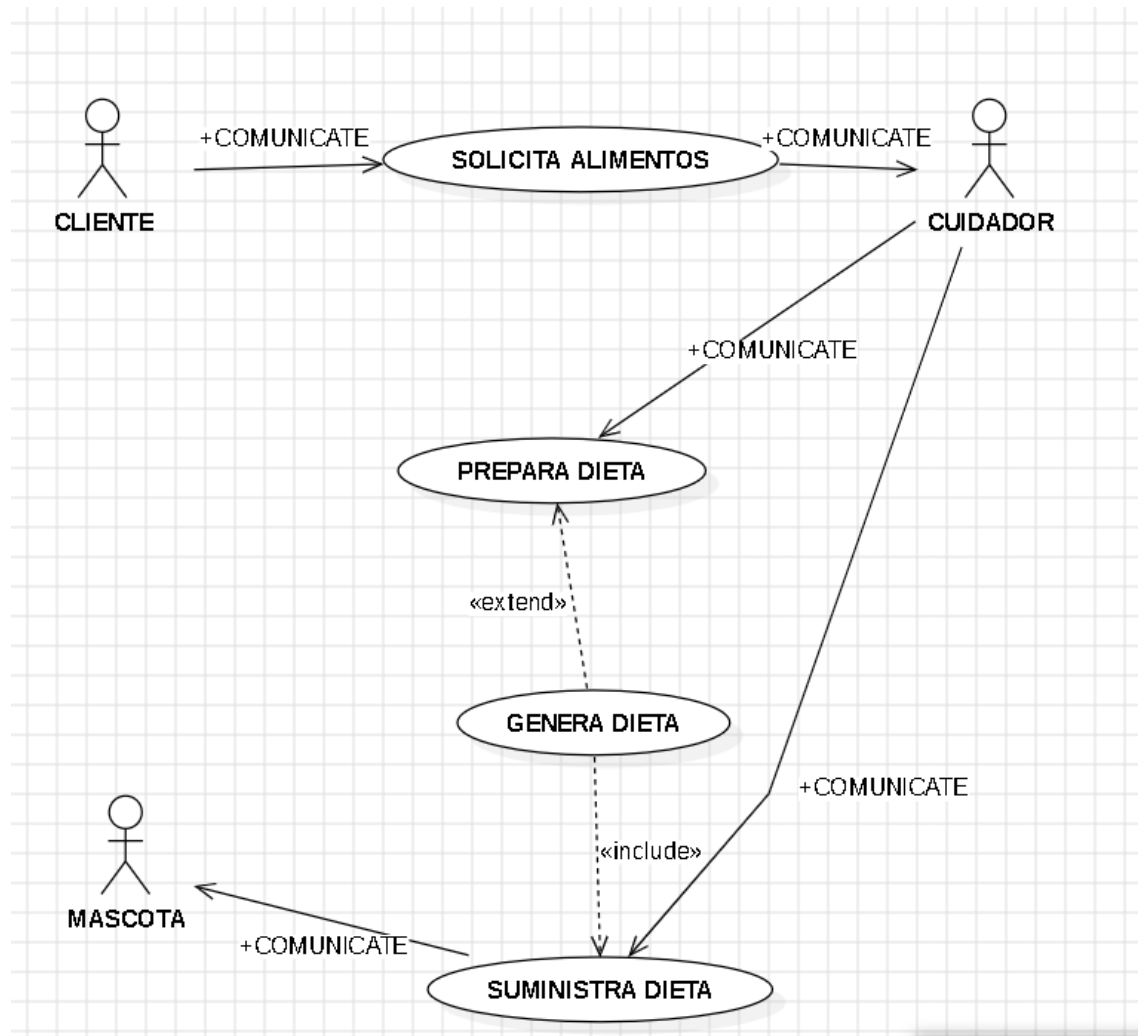 +COMUNICATE
+COMUNICATE
SOLICITA ALIMENTOS
CLIENTE
CUIDADOR
+COMUNICATE
PREPARA DIETA
«extend»
GENERA DIETA
+COMUNICATE
«include»
MASCOTA
+COMUNICATE
SUMINISTRA DIETA